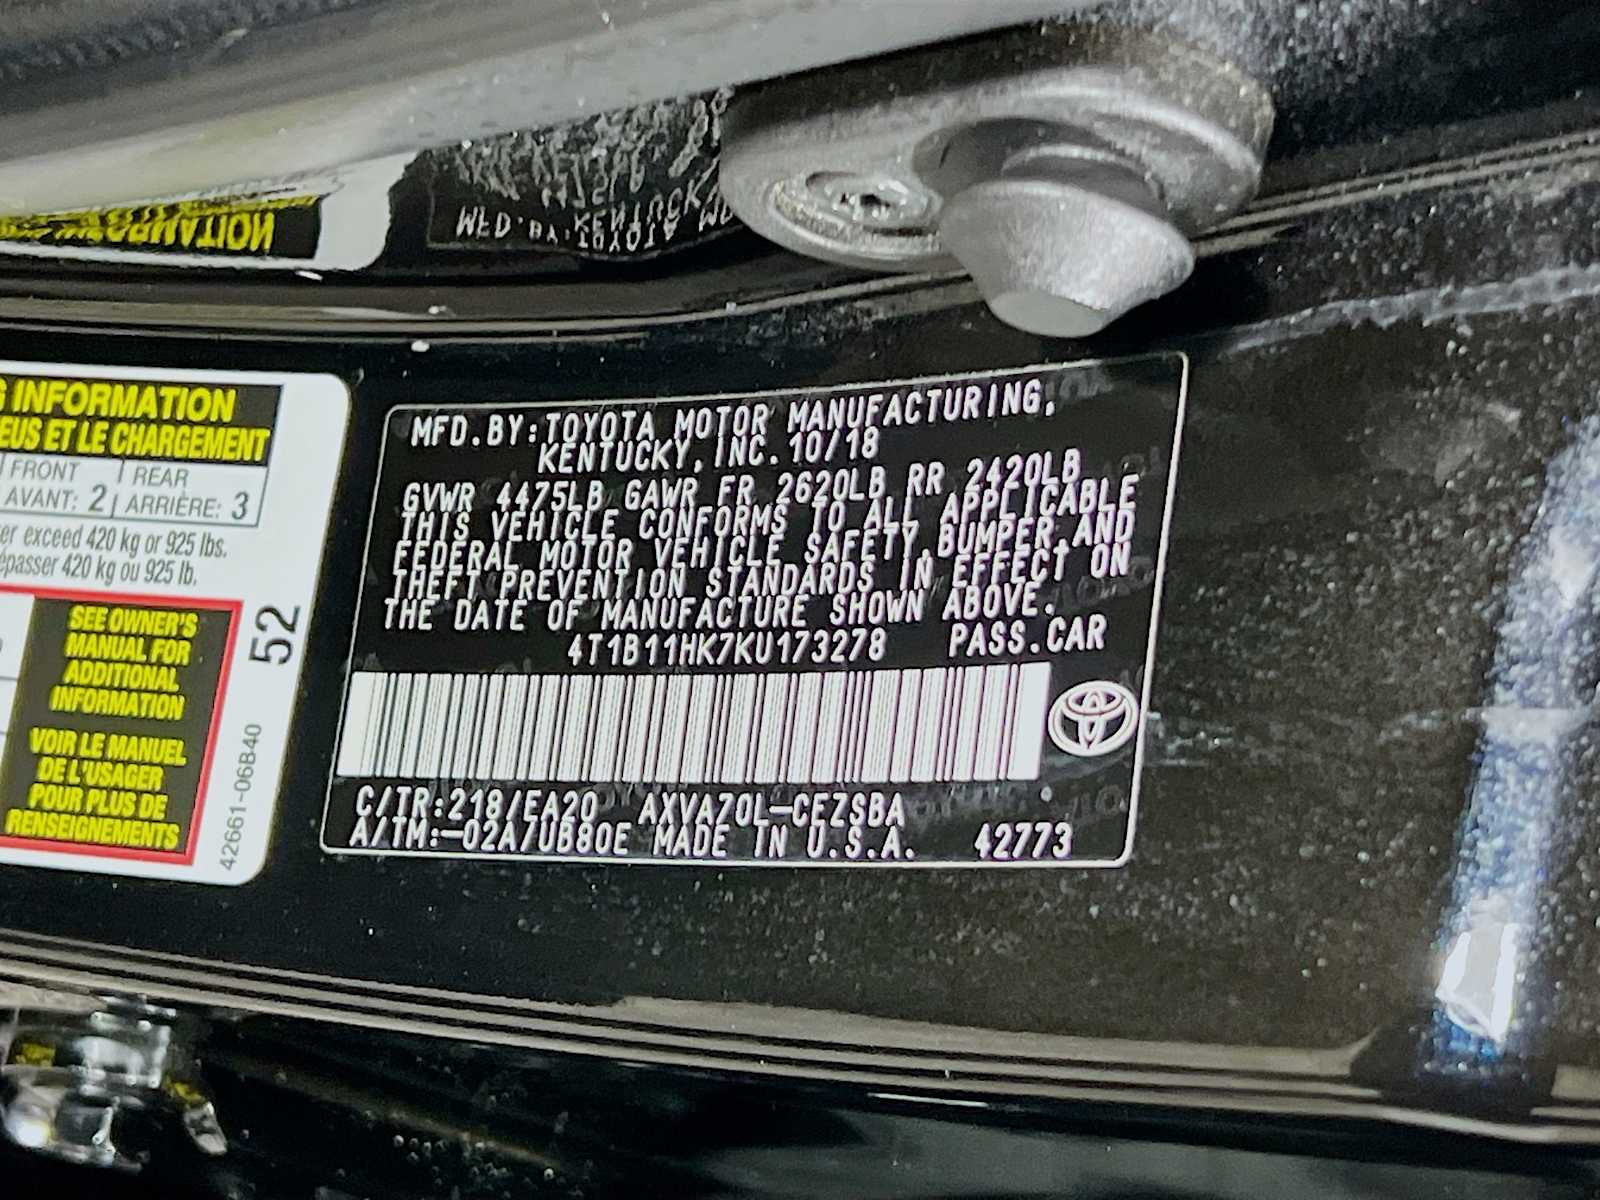 G INFORMATION
EUS ET LE CHARGEMENT
FRONT REAR
AVANT: 2 ARRIÈRE: 3
er exceed 420 kg or 925 lbs.
épasser 420 kg ou 925 lb.
SEE OWNER'S
MANUAL FOR
ADDITIONAL
INFORMATION
VOIR LE MANUEL
DE L'USAGER
POUR PLUS DE
RENSEIGNEMENTS
52
42661-06B40
MFD.BY:TOYOTA MOTOR MANUFACTURING,
KENTUCKY,INC.10/18
GVWR 4475LB GAWR FR 2620LB RR 2420LB
THIS VEHICLE CONFORMS TO ALL APPLICABLE
FEDERAL MOTOR VEHICLE SAFETY,BUMPER,AND
THEFT PREVENTION STANDARDS IN EFFECT ON
THE DATE OF MANUFACTURE SHOWN ABOVE.
4T1B11HK7KU173278 PASS.CAR
C/TR:218/EA20 AXVA70L-CEZSBA
A/TM:-02A/UB80E MADE IN U.S.A. 42773